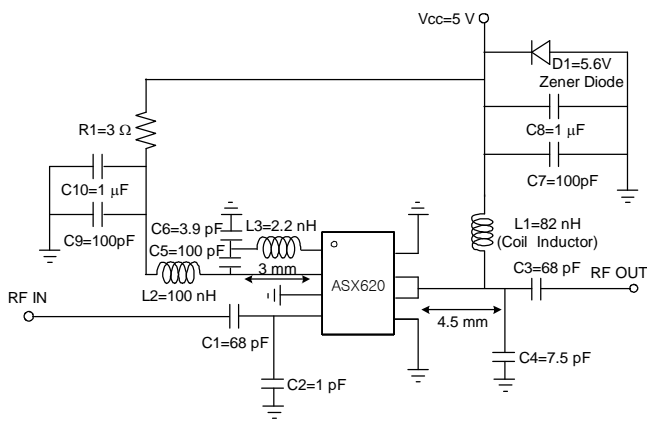 Vcc=5 V
D1=5.6V
Zener Diode
R1=3 Ω
C8=1 μF
C10=1 μF
C7=100pF
C9=100pF
C6=3.9 pF
L3=2.2 nH
C5=100 pF
L1=82 nH
(Coil Inductor)
3 mm
ASX620
C3=68 pF
RF OUT
L2=100 nH
RF IN
4.5 mm
C1=68 pF
C4=7.5 pF
C2=1 pF